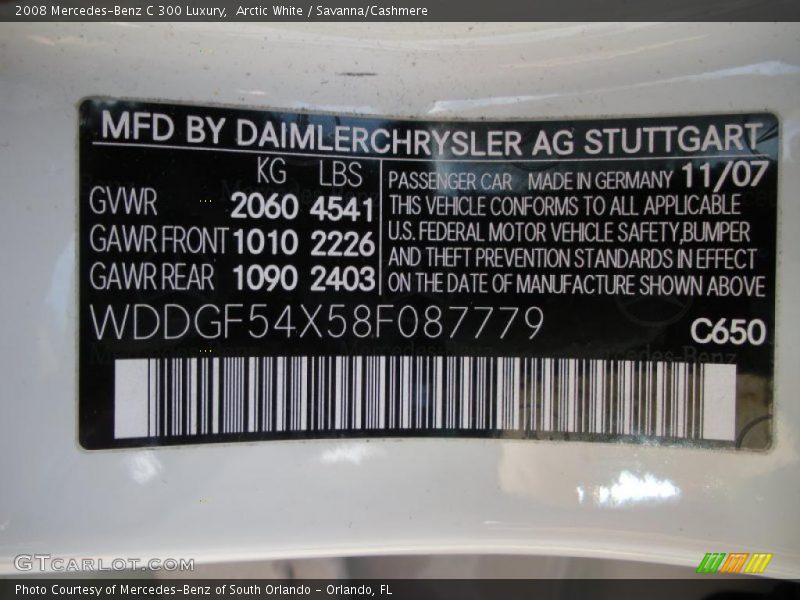 2008 Mercedes-Benz C 300 Luxury, Arctic White / Savanna/Cashmere
MFD BY DAIMLERCHRYSLER AG STUTTGART
KG LBS
GVWR 2060 4541
GAWR FRONT 1010 2226
GAWR REAR 1090 2403
PASSENGER CAR MADE IN GERMANY 11/07
THIS VEHICLE CONFORMS TO ALL APPLICABLE
U.S. FEDERAL MOTOR VEHICLE SAFETY,BUMPER
AND THEFT PREVENTION STANDARDS IN EFFECT
ON THE DATE OF MANUFACTURE SHOWN ABOVE
WDDGF54X58F087779 C650
Mercedes-Benz
GTCARLOT.COM
Photo Courtesy of Mercedes-Benz of South Orlando - Orlando, FL